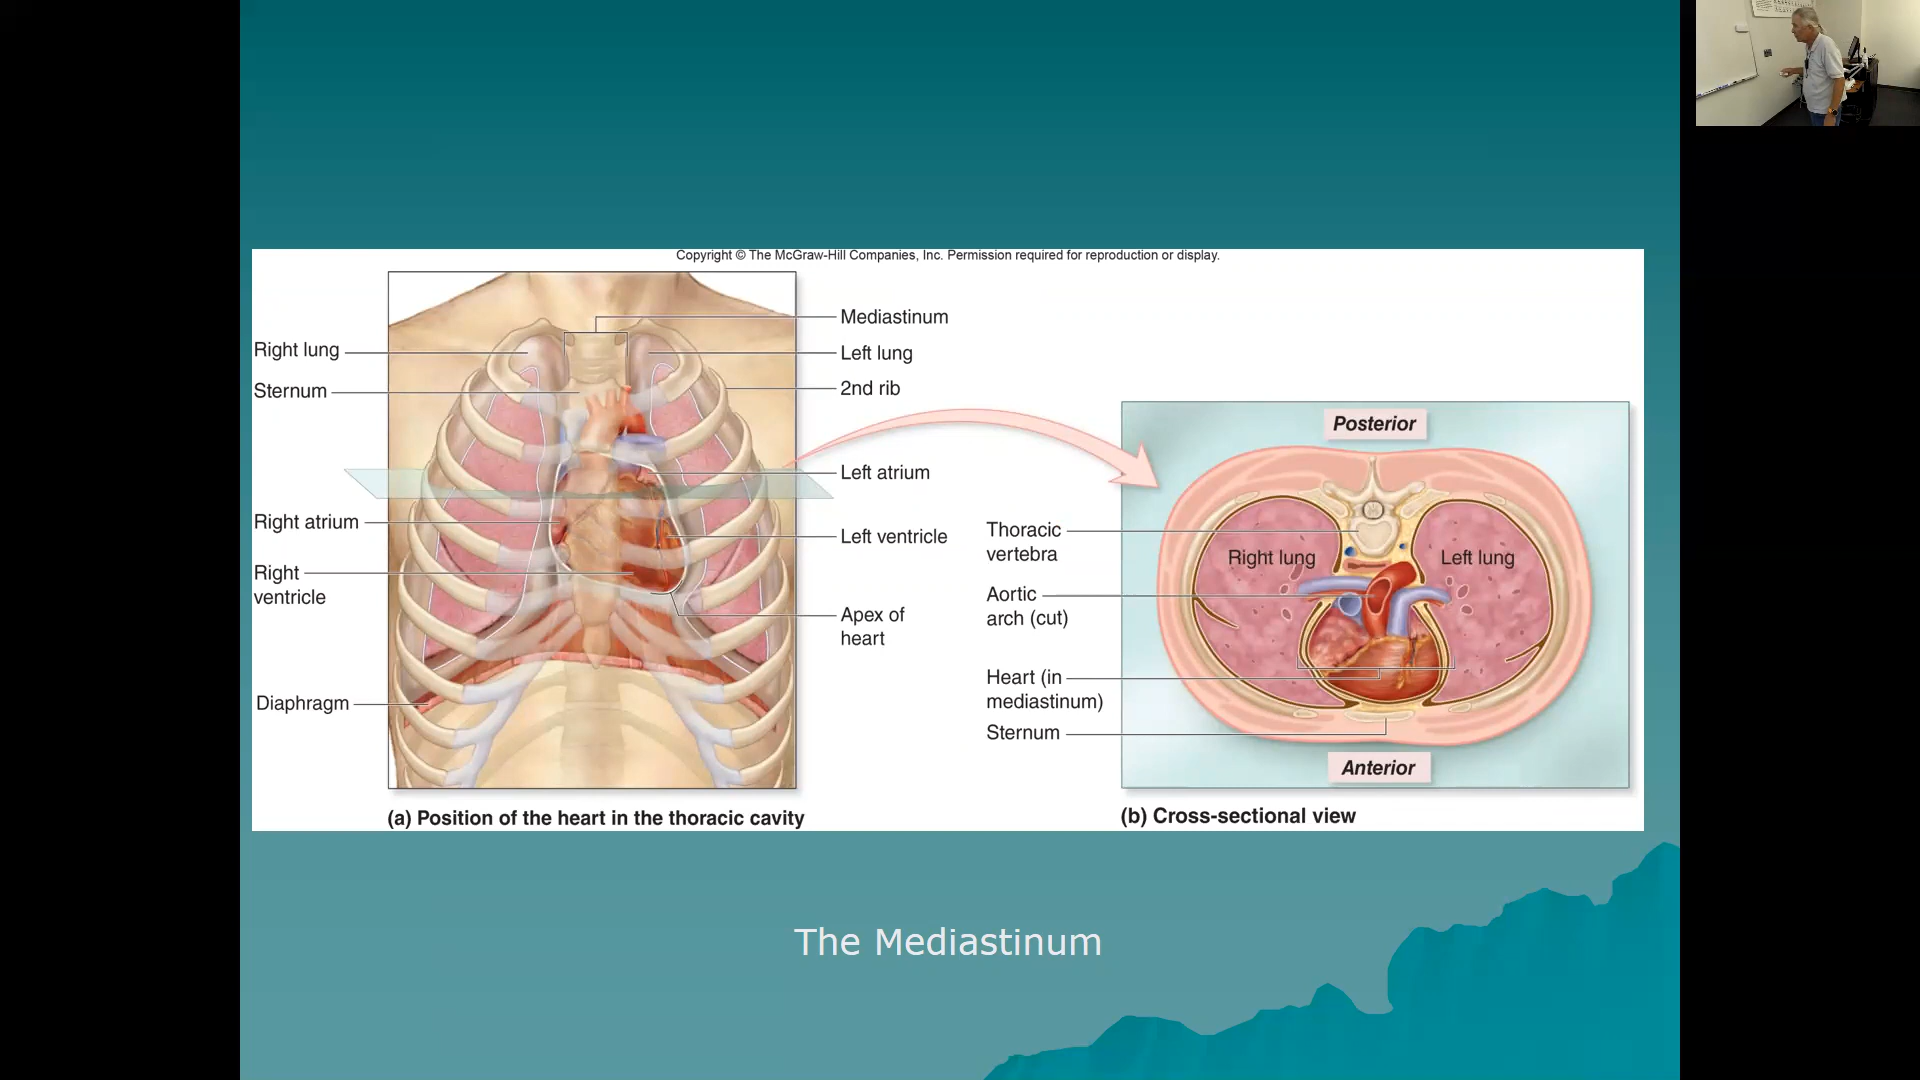 Copyright © The McGraw-Hill Companies, Inc. Permission required for reproduction or display.
Mediastinum
Right lung
Left lung
Sternum
2nd rib
Left atrium
Right atrium
Left ventricle
Right
ventricle
Apex of
heart
Diaphragm
(a) Position of the heart in the thoracic cavity
Posterior
Thoracic
vertebra
Right lung
Left lung
Aortic
arch (cut)
Heart (in
mediastinum)
Sternum
Anterior
(b) Cross-sectional view
The Mediastinum